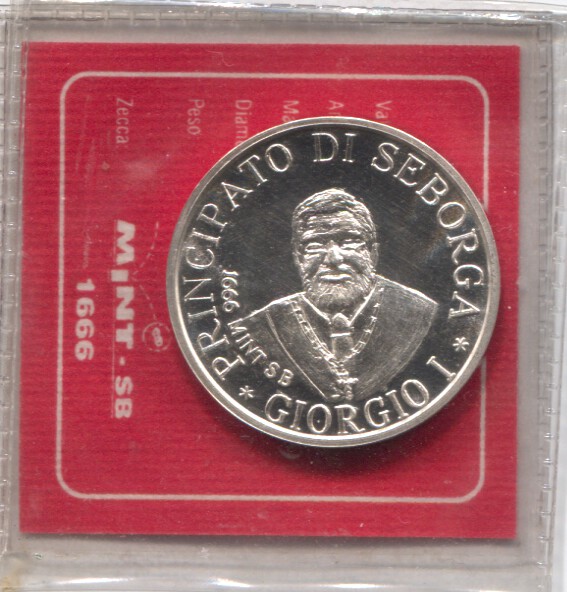 PRINCIPATO DI SEBORGA
* GIORGIO I *
1666 MINT-SB
Peso
Zecca
MINT - SB
1666